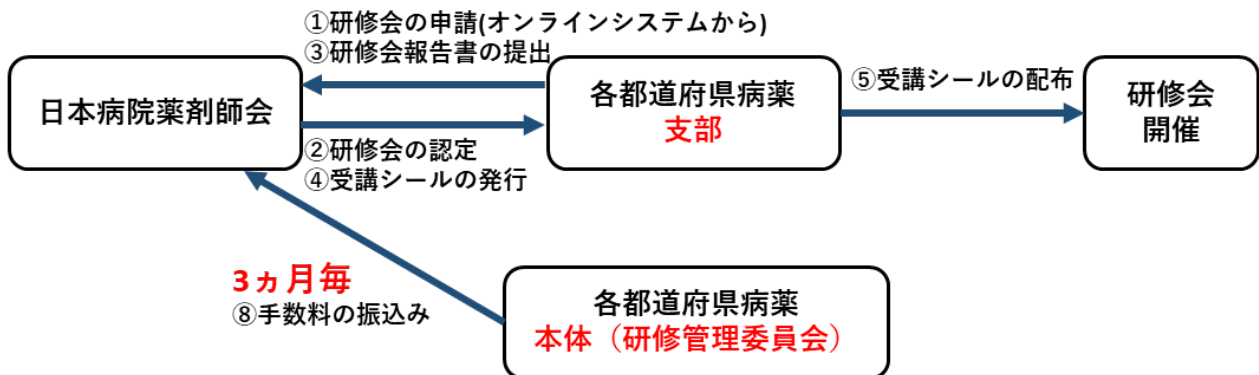 ①研修会の申請(オンラインシステムから)
③研修会報告書の提出
日本病院薬剤師会
各都道府県病薬
支部
⑤受講シールの配布
研修会
開催
②研修会の認定
④受講シールの発行
3ヵ月毎
⑧手数料の振込み
各都道府県病薬
本体（研修管理委員会）